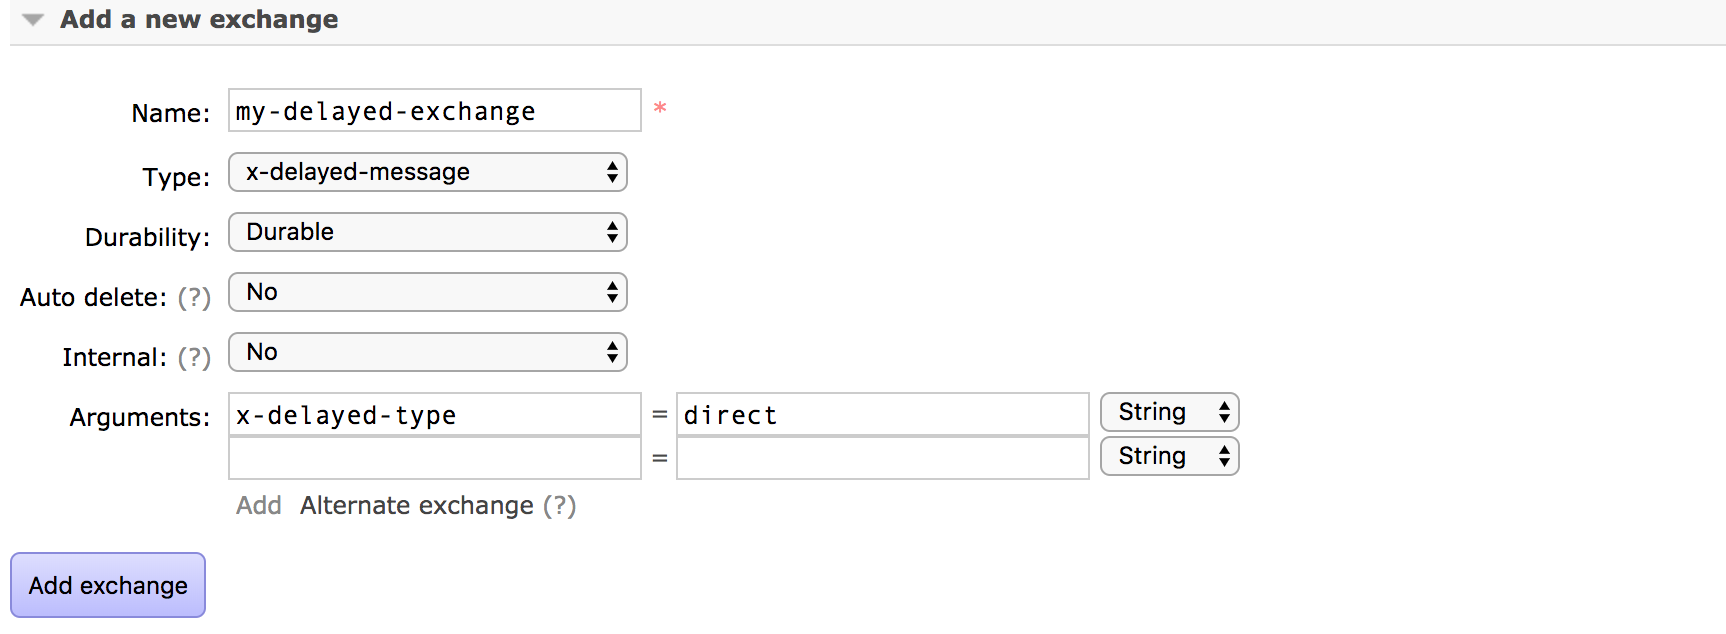 Add a new exchange
Name: my-delayed-exchange *
Type: x-delayed-message
Durability: Durable
Auto delete: (?) No
Internal: (?) No
Arguments: x-delayed-type = direct String
= String
Add Alternate exchange (?)
Add exchange